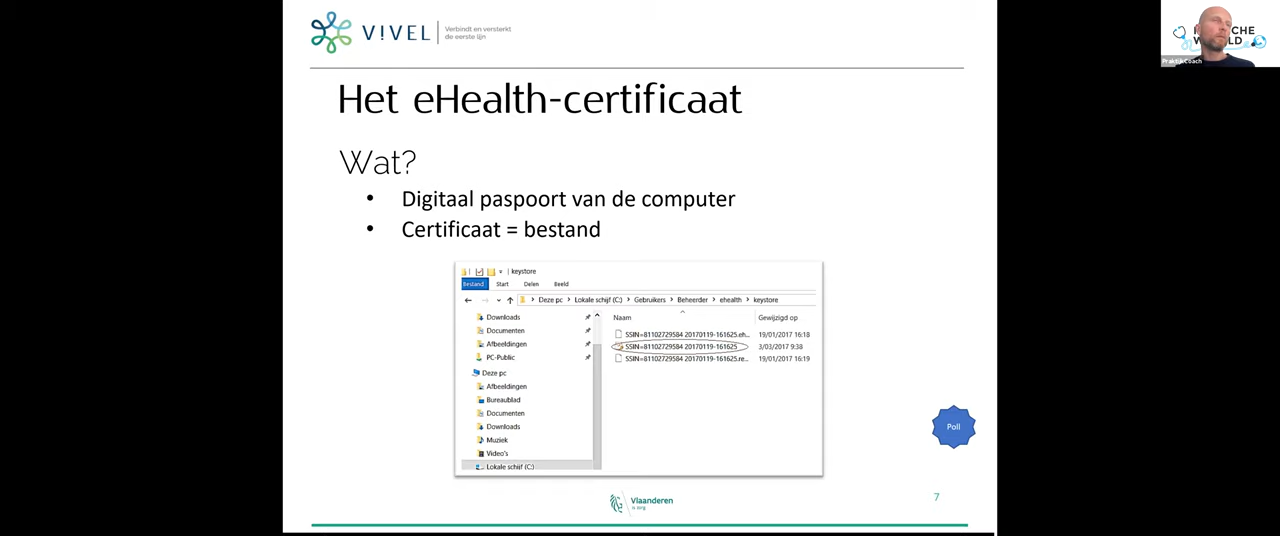 VIVEL
Verbindt en versterkt
de eerste lijn
CHE
PraktijkCoach
Het eHealth-certificaat
Wat?
• Digitaal paspoort van de computer
• Certificaat = bestand
keystore
Bestand Start Delen Beeld
Deze pc > Lokale schijf (C:) > Gebruikers > Beheerder > ehealth > keystore
Naam Gewijzigd op
Downloads
Documenten
Afbeeldingen
PC-Public
Deze pc
Afbeeldingen
Bureaublad
Documenten
Downloads
Muziek
Video's
Lokale schijf (C:)
SSIN=81102729584 20170119-161625.eh... 19/01/2017 16:18
SSIN=81102729584 20170119-161625 3/03/2017 9:38
SSIN=81102729584 20170119-161625.re... 19/01/2017 16:19
Poll
Vlaanderen
is zorg
7